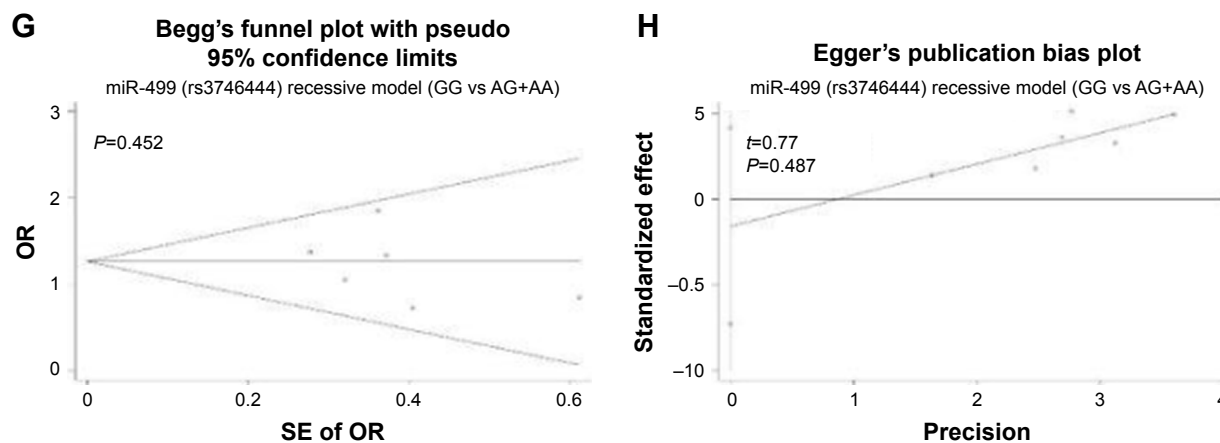 G
Begg's funnel plot with pseudo
95% confidence limits
miR-499 (rs3746444) recessive model (GG vs AG+AA)
P=0.452
3
2
1
0
OR
0
0.2
0.4
0.6
SE of OR
H
Egger's publication bias plot
miR-499 (rs3746444) recessive model (GG vs AG+AA)
t=0.77
P=0.487
5
0
−0.5
−10
Standardized effect
0
1
2
3
4
Precision